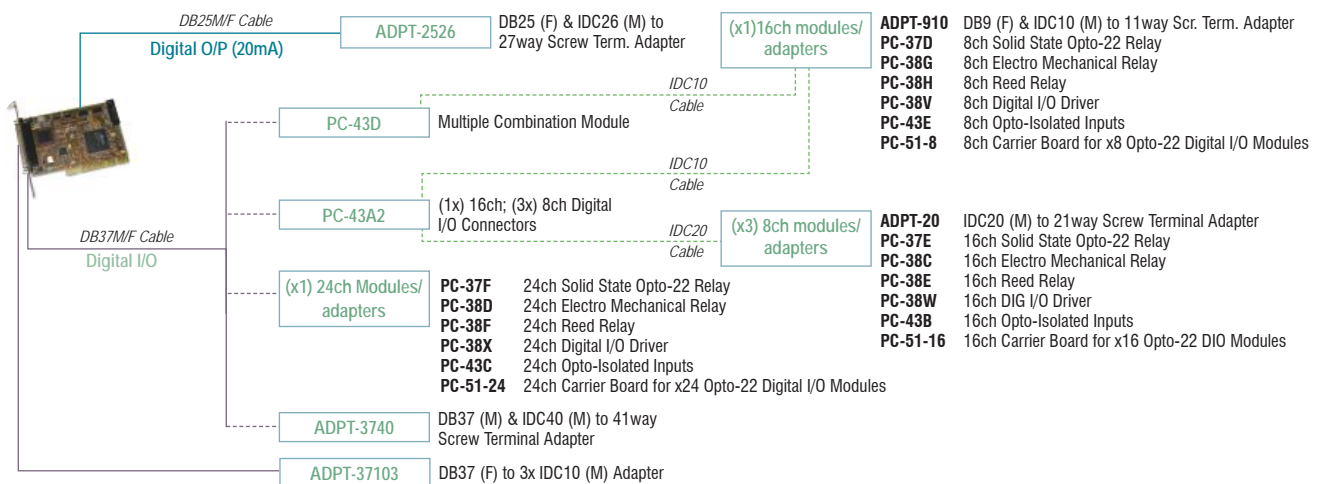 DB25M/F Cable
Digital O/P (20mA)
ADPT-2526
DB25 (F) & IDC26 (M) to
27way Screw Term. Adapter
(x1)16ch modules/
adapters
ADPT-910 DB9 (F) & IDC10 (M) to 11way Scr. Term. Adapter
PC-37D 8ch Solid State Opto-22 Relay
PC-38G 8ch Electro Mechanical Relay
PC-38H 8ch Reed Relay
PC-38V 8ch Digital I/O Driver
PC-43E 8ch Opto-Isolated Inputs
PC-51-8 8ch Carrier Board for x8 Opto-22 Digital I/O Modules
IDC10
Cable
PC-43D
Multiple Combination Module
IDC10
Cable
PC-43A2
(1x) 16ch; (3x) 8ch Digital
I/O Connectors
IDC20
Cable
(x3) 8ch modules/
adapters
ADPT-20 IDC20 (M) to 21way Screw Terminal Adapter
PC-37E 16ch Solid State Opto-22 Relay
PC-38C 16ch Electro Mechanical Relay
PC-38E 16ch Reed Relay
PC-38W 16ch DIG I/O Driver
PC-43B 16ch Opto-Isolated Inputs
PC-51-16 16ch Carrier Board for x16 Opto-22 DIO Modules
DB37M/F Cable
Digital I/O
(x1) 24ch Modules/
adapters
PC-37F 24ch Solid State Opto-22 Relay
PC-38D 24ch Electro Mechanical Relay
PC-38F 24ch Reed Relay
PC-38X 24ch Digital I/O Driver
PC-43C 24ch Opto-Isolated Inputs
PC-51-24 24ch Carrier Board for x24 Opto-22 Digital I/O Modules
ADPT-3740
DB37 (M) & IDC40 (M) to 41way
Screw Terminal Adapter
ADPT-37103
DB37 (F) to 3x IDC10 (M) Adapter